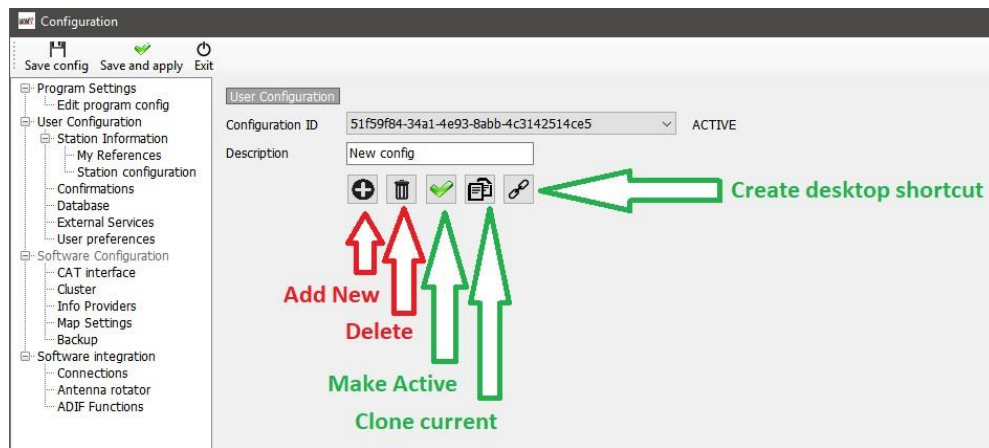 Configuration
Save config Save and apply Exit
Program Settings
Edit program config
User Configuration
Station Information
My References
Station configuration
Confirmations
Database
External Services
User preferences
Software Configuration
CAT interface
Cluster
Info Providers
Map Settings
Backup
Software integration
Connections
Antenna rotator
ADIF Functions
User Configuration
Configuration ID 51f59f84-34a1-4e93-8abb-4c3142514ce5 ACTIVE
Description New config
Create desktop shortcut
Add New
Delete
Make Active
Clone current